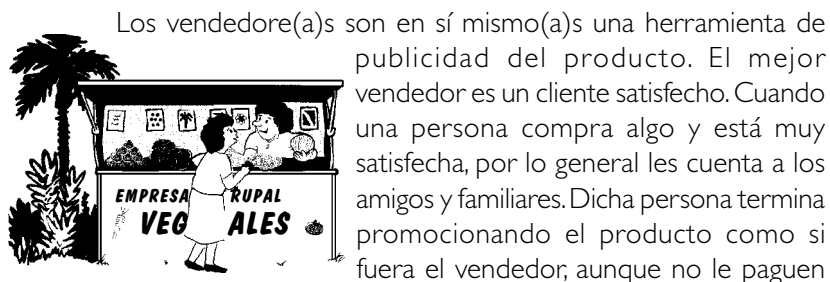 Los vendedore(a)s son en sí mismo(a)s una herramienta de
publicidad del producto. El mejor
vendedor es un cliente satisfecho. Cuando
una persona compra algo y está muy
satisfecha, por lo general les cuenta a los
amigos y familiares. Dicha persona termina
promocionando el producto como si
fuera el vendedor, aunque no le paguen
EMPRESA RUPAL
VEG ALES